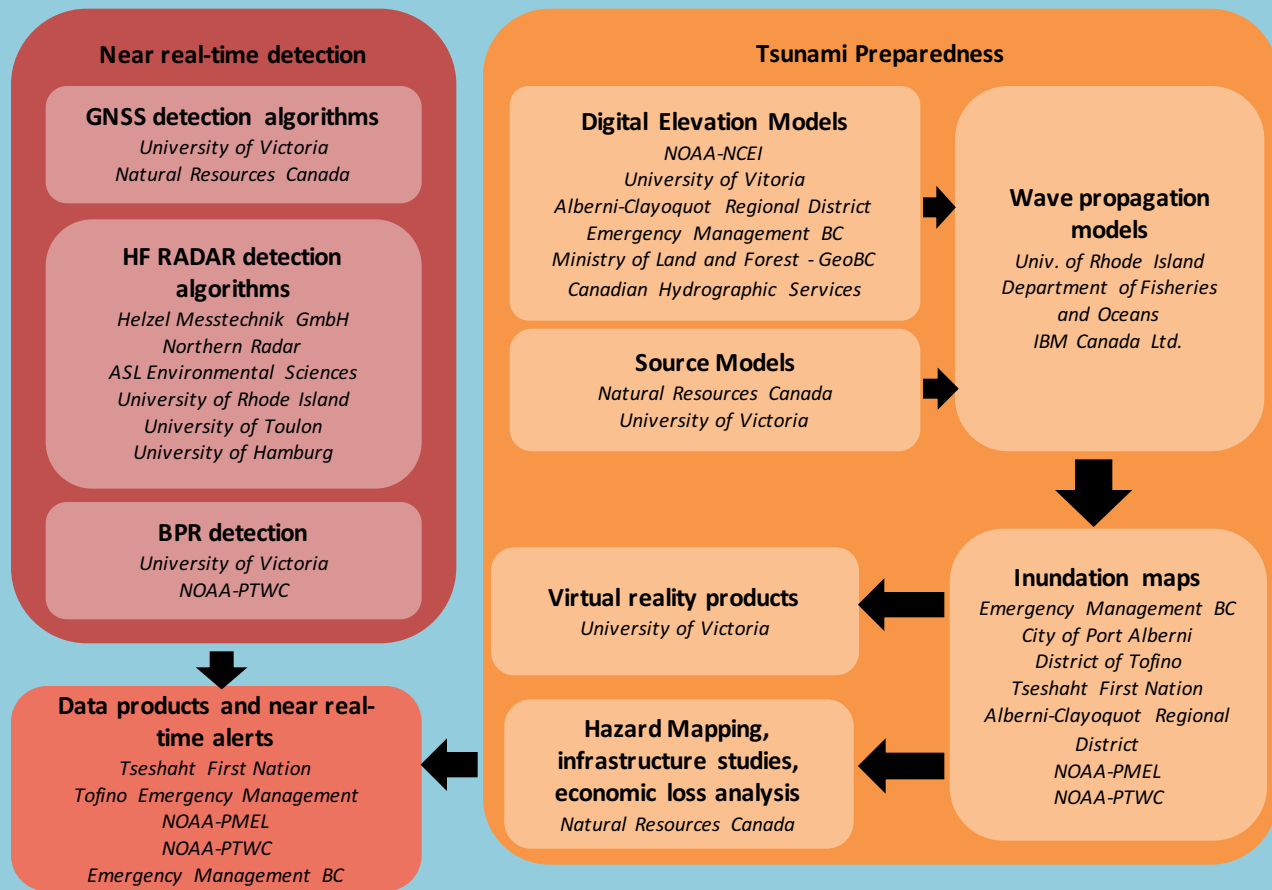 Near real-time detection
GNSS detection algorithms
University of Victoria
Natural Resources Canada
HF RADAR detection
algorithms
Helzel Messtechnik GmbH
Northern Radar
ASL Environmental Sciences
University of Rhode Island
University of Toulon
University of Hamburg
BPR detection
University of Victoria
NOAA-PTWC
Data products and near real-
time alerts
Tseshaht First Nation
Tofino Emergency Management
NOAA-PMEL
NOAA-PTWC
Emergency Management BC
Tsunami Preparedness
Digital Elevation Models
NOAA-NCEI
University of Vitoria
Alberni-Clayoquot Regional District
Emergency Management BC
Ministry of Land and Forest - GeoBC
Canadian Hydrographic Services
Source Models
Natural Resources Canada
University of Victoria
Wave propagation
models
Univ. of Rhode Island
Department of Fisheries
and Oceans
IBM Canada Ltd.
Inundation maps
Emergency Management BC
City of Port Alberni
District of Tofino
Tseshaht First Nation
Alberni-Clayoquot Regional
District
NOAA-PMEL
NOAA-PTWC
Virtual reality products
University of Victoria
Hazard Mapping,
infrastructure studies,
economic loss analysis
Natural Resources Canada